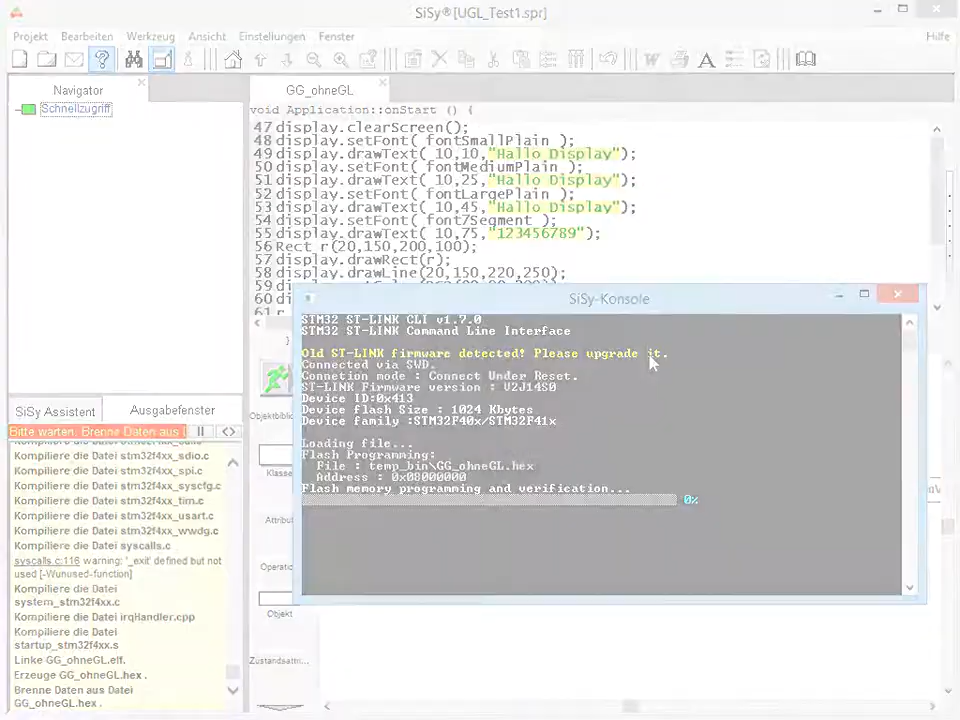 SiSy® [UGL_Test1.spr]
Projekt Bearbeiten Werkzeug Ansicht Einstellungen Fenster Hilfe
Navigator
Schnellzugriff
GG_ohneGL
void Application::onStart () {
47 display.clearScreen();
48 display.setFont( fontSmallPlain );
49 display.drawText( 10,10,"Hallo Display");
50 display.setFont( fontMediumPlain );
51 display.drawText( 10,25,"Hallo Display");
52 display.setFont( fontLargePlain );
53 display.drawText( 10,45,"Hallo Display");
54 display.setFont( font7Segment );
55 display.drawText( 10,75,"123456789");
56 Rect r(20,150,200,100);
57 display.drawRect(r);
58 display.drawLine(20,150,220,250);
59
60
61 r
SiSy-Konsole
STM32 ST-LINK CLI v1.7.0
STM32 ST-LINK Command Line Interface
Old ST-LINK firmware detected! Please upgrade it.
Connected via SWD.
Connetion mode : Connect Under Reset.
ST-LINK Firmware version : V2J14S0
Device ID:0x413
Device flash Size : 1024 Kbytes
Device family :STM32F40x/STM32F41x
Loading file...
Flash Programming:
File : temp_bin\GG_ohneGL.hex
Address : 0x08000000
Flash memory programming and verification...
0%
Objektbiblio
Klasse
Attribut
Operatio
Objekt
Zustandsattri...
SiSy Assistent Ausgabefenster
Bitte warten: Brenne Daten aus
Kompiliere die Datei stm32f4xx_sdio.c
Kompiliere die Datei stm32f4xx_spi.c
Kompiliere die Datei stm32f4xx_syscfg.c
Kompiliere die Datei stm32f4xx_tim.c
Kompiliere die Datei stm32f4xx_usart.c
Kompiliere die Datei stm32f4xx_wwdg.c
Kompiliere die Datei syscalls.c
syscalls.c:116 warning: '_exit' defined but not
used [-Wunused-function]
Kompiliere die Datei
system_stm32f4xx.c
Kompiliere die Datei irqHandler.cpp
Kompiliere die Datei
startup_stm32f4xx.s
Linke GG_ohneGL.elf.
Erzeuge GG_ohneGL.hex .
Brenne Daten aus Datei
GG_ohneGL.hex .